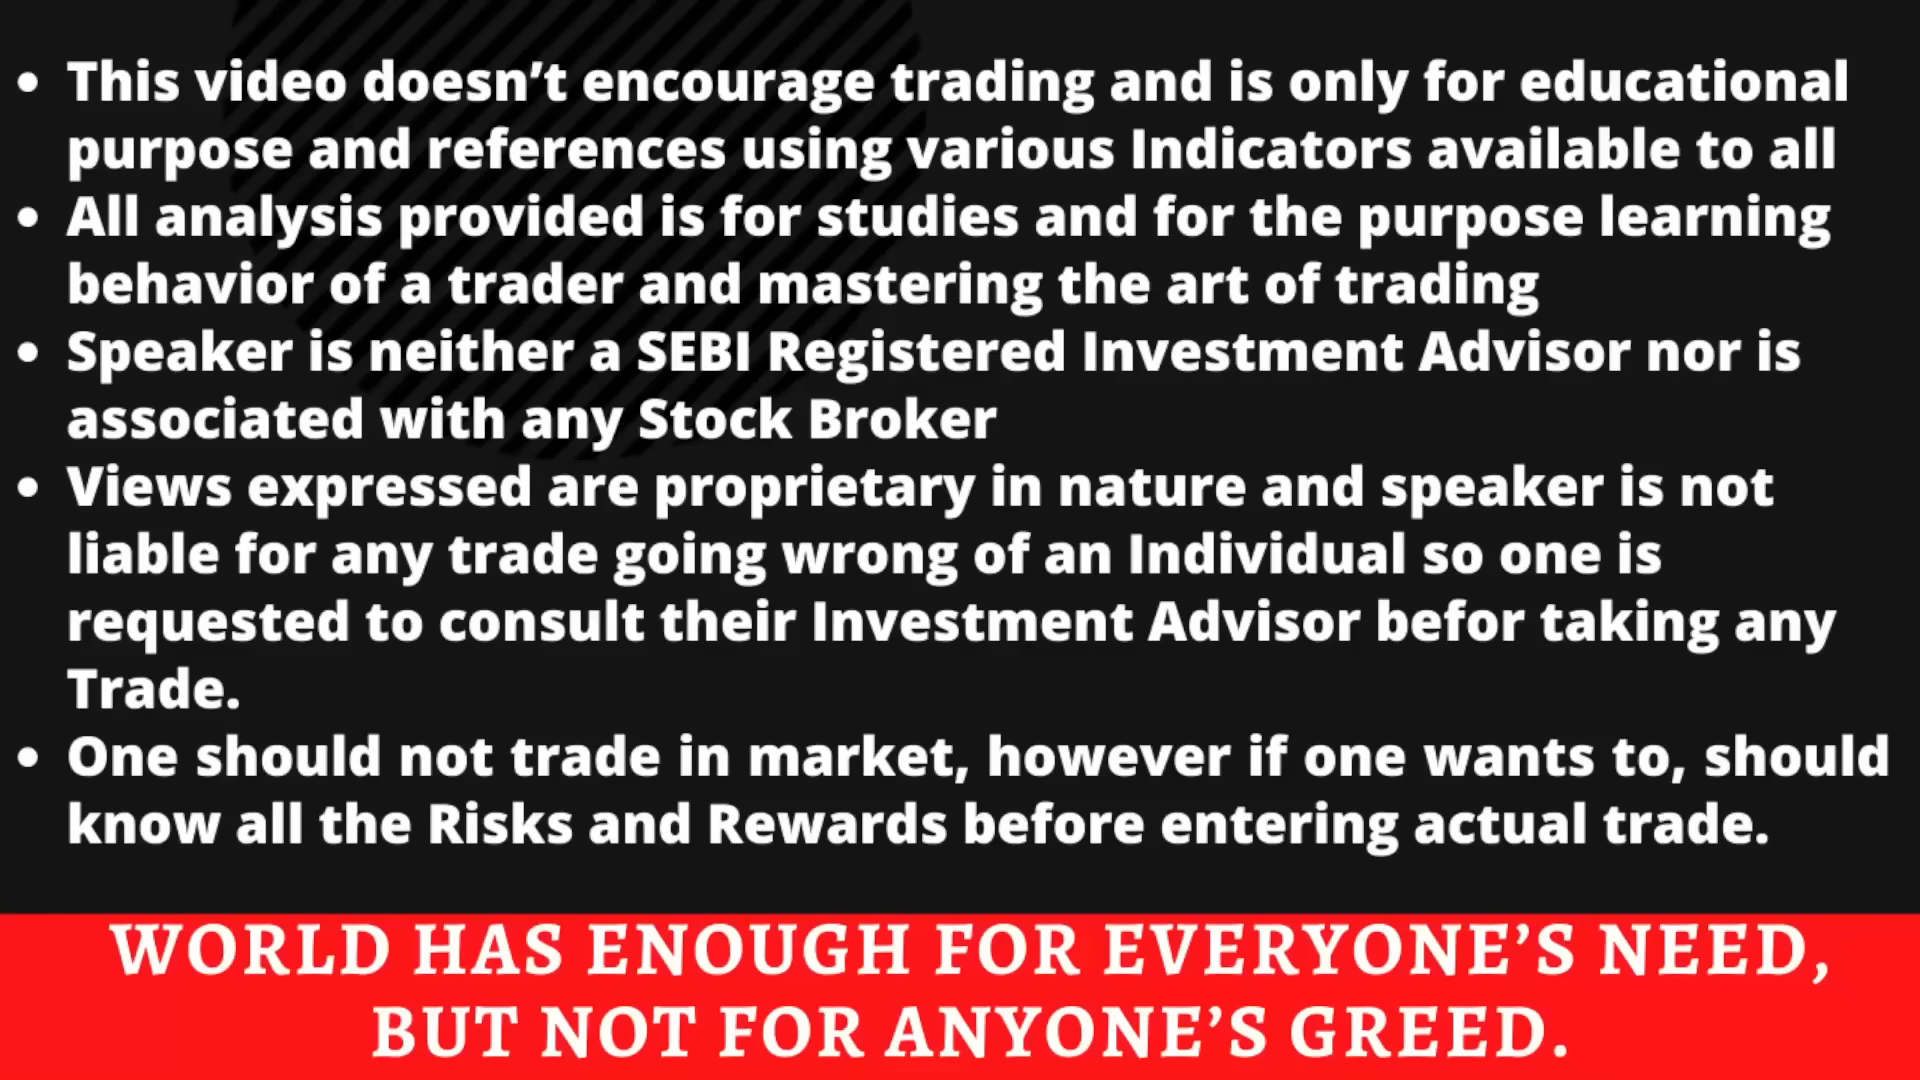 • This video doesn’t encourage trading and is only for educational
purpose and references using various Indicators available to all
• All analysis provided is for studies and for the purpose learning
behavior of a trader and mastering the art of trading
• Speaker is neither a SEBI Registered Investment Advisor nor is
associated with any Stock Broker
• Views expressed are proprietary in nature and speaker is not
liable for any trade going wrong of an Individual so one is
requested to consult their Investment Advisor befor taking any
Trade.
• One should not trade in market, however if one wants to, should
know all the Risks and Rewards before entering actual trade.
WORLD HAS ENOUGH FOR EVERYONE’S NEED,
BUT NOT FOR ANYONE’S GREED.